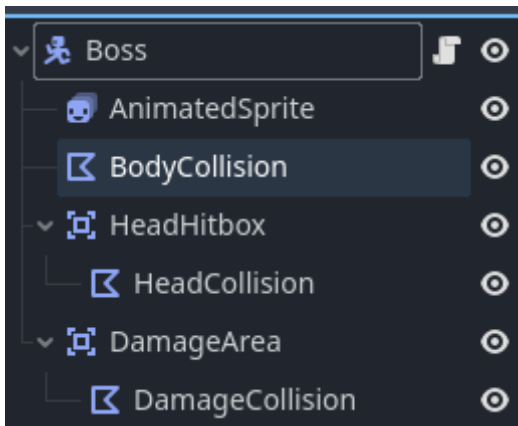 Boss
AnimatedSprite
BodyCollision
HeadHitbox
HeadCollision
DamageArea
DamageCollision